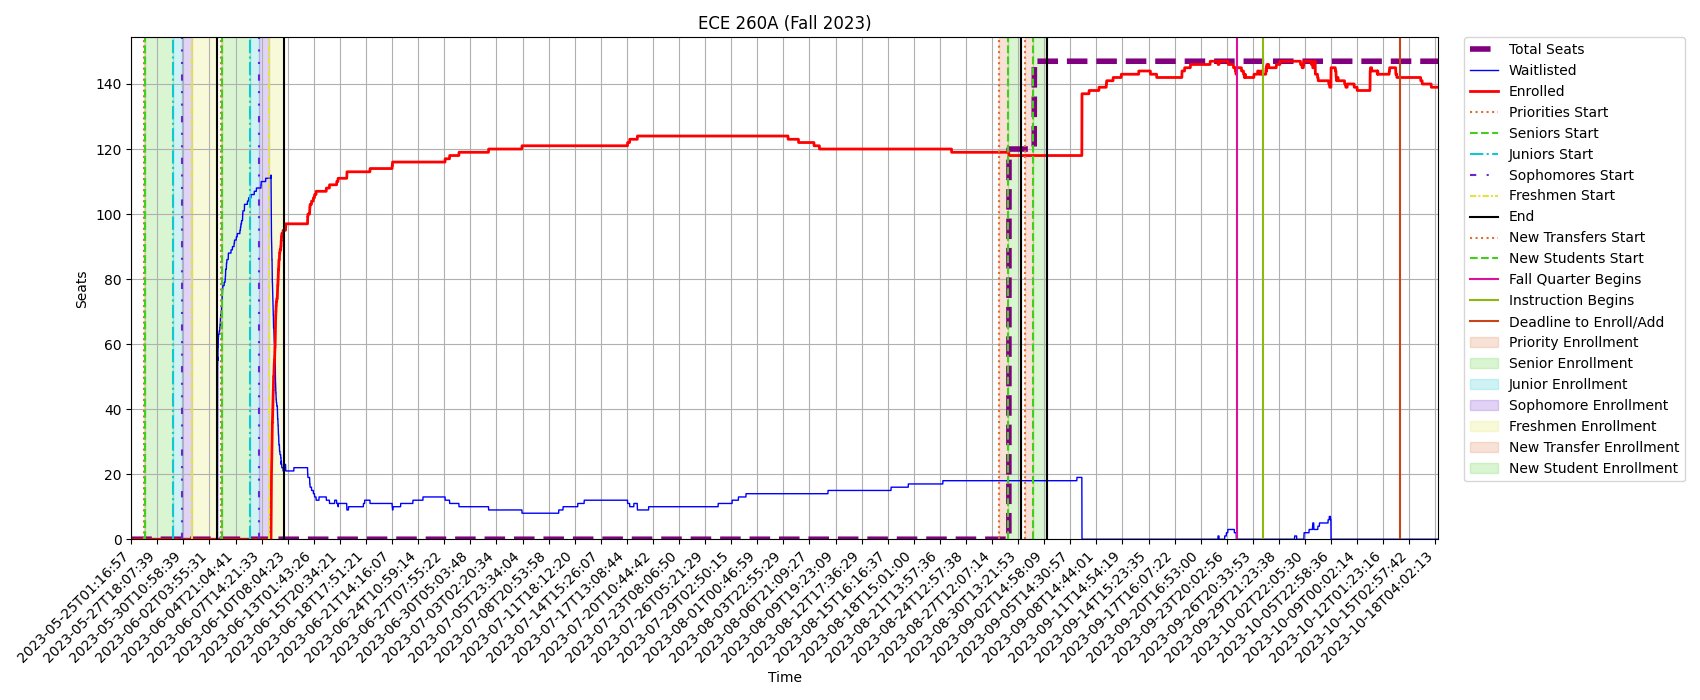 ECE 260A (Fall 2023)
Seats
140
120
100
80
60
40
20
0
2023-05-25T01:16:57
2023-05-27T18:07:39
2023-05-30T10:58:39
2023-06-02T03:55:31
2023-06-04T21:04:41
2023-06-07T14:21:33
2023-06-10T08:04:23
2023-06-13T01:43:26
2023-06-15T20:34:21
2023-06-18T17:51:21
2023-06-21T14:16:07
2023-06-24T10:59:14
2023-06-27T07:55:22
2023-06-30T05:03:48
2023-07-03T02:20:34
2023-07-05T23:34:04
2023-07-08T20:53:58
2023-07-11T18:12:20
2023-07-14T15:26:07
2023-07-17T13:08:44
2023-07-20T10:44:42
2023-07-23T08:06:50
2023-07-26T05:21:29
2023-07-29T02:50:15
2023-08-01T00:46:59
2023-08-03T22:55:29
2023-08-06T21:09:27
2023-08-09T19:23:09
2023-08-12T17:36:29
2023-08-15T16:16:37
2023-08-18T15:01:00
2023-08-21T13:57:36
2023-08-24T12:57:38
2023-08-27T12:07:14
2023-08-30T13:21:53
2023-09-02T14:58:09
2023-09-05T14:30:57
2023-09-08T14:44:01
2023-09-11T14:54:19
2023-09-14T15:23:35
2023-09-17T16:07:22
2023-09-20T16:53:00
2023-09-23T20:02:56
2023-09-26T20:33:53
2023-09-29T21:23:38
2023-10-02T22:05:30
2023-10-05T22:58:36
2023-10-09T00:02:14
2023-10-12T01:23:16
2023-10-15T02:57:42
2023-10-18T04:02:13
Time
Total Seats
Waitlisted
Enrolled
Priorities Start
Seniors Start
Juniors Start
Sophomores Start
Freshmen Start
End
New Transfers Start
New Students Start
Fall Quarter Begins
Instruction Begins
Deadline to Enroll/Add
Priority Enrollment
Senior Enrollment
Junior Enrollment
Sophomore Enrollment
Freshmen Enrollment
New Transfer Enrollment
New Student Enrollment